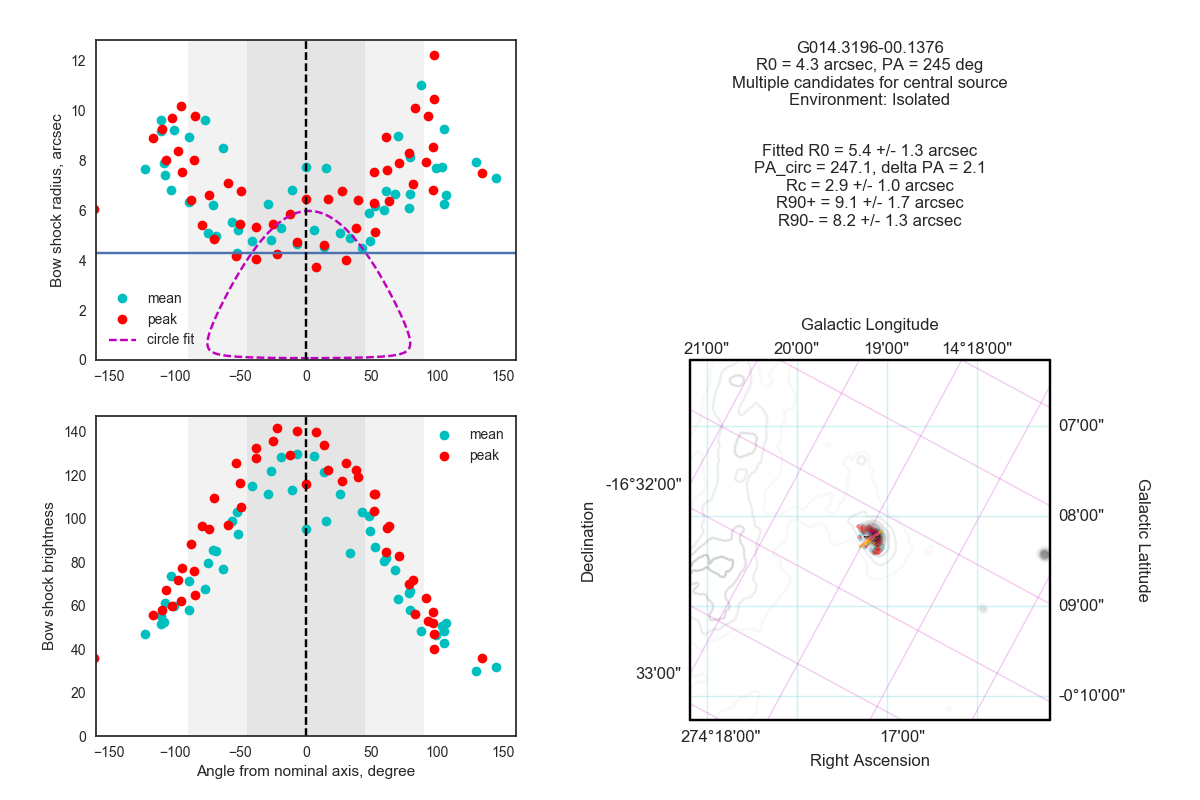 G014.3196-00.1376
R0 = 4.3 arcsec, PA = 245 deg
Multiple candidates for central source
Environment: Isolated
Fitted R0 = 5.4 +/- 1.3 arcsec
PA_circ = 247.1, delta PA = 2.1
Rc = 2.9 +/- 1.0 arcsec
R90+ = 9.1 +/- 1.7 arcsec
R90- = 8.2 +/- 1.3 arcsec
Bow shock radius, arcsec
12
10
8
6
4
2
0
mean
peak
circle fit
−150 −100 −50 0 50 100 150
Bow shock brightness
140
120
100
80
60
40
20
0
mean
peak
−150 −100 −50 0 50 100 150
Angle from nominal axis, degree
Galactic Longitude
21'00" 20'00" 19'00" 14°18'00"
07'00"
08'00"
09'00"
-0°10'00"
Galactic Latitude
Declination
-16°32'00"
33'00"
274°18'00" 17'00"
Right Ascension